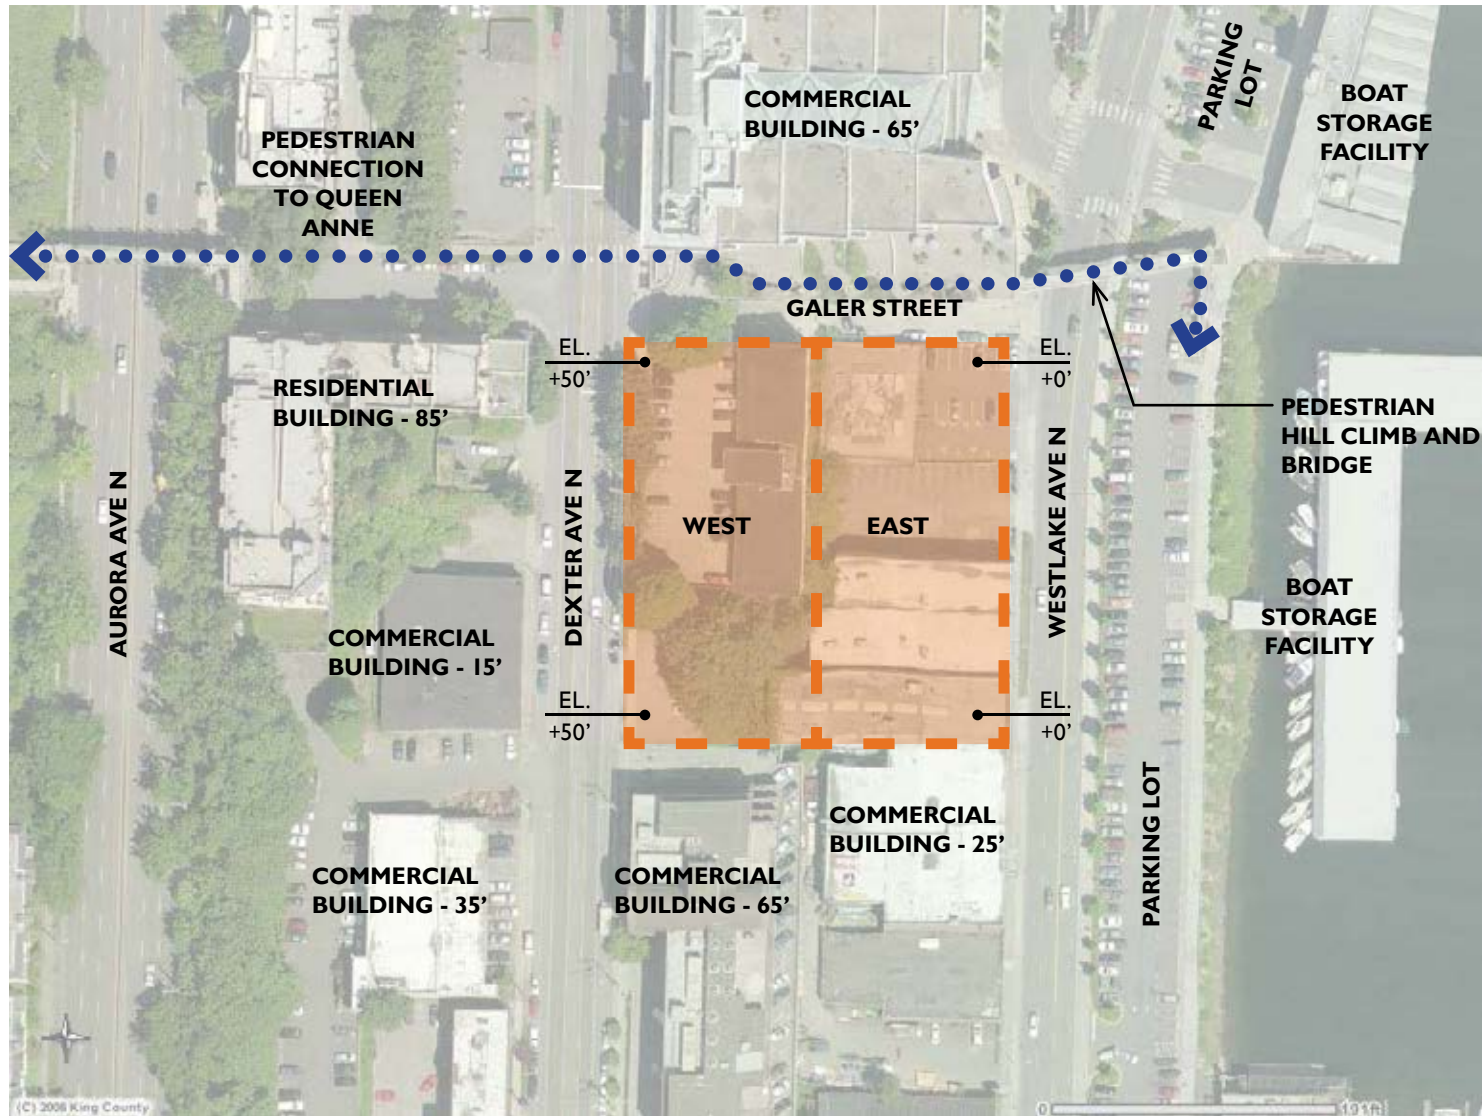 PARKING
LOT
COMMERCIAL
BUILDING - 65'
BOAT
STORAGE
FACILITY
PEDESTRIAN
CONNECTION
TO QUEEN
ANNE
GALER STREET
EL.
+50’
EL.
+0’
RESIDENTIAL
BUILDING - 85’
PEDESTRIAN
HILL CLIMB AND
BRIDGE
AURORA AVE N
DEXTER AVE N
WEST
EAST
WESTLAKE AVE N
BOAT
STORAGE
FACILITY
COMMERCIAL
BUILDING - 15’
EL.
+50’
EL.
+0’
PARKING LOT
COMMERCIAL
BUILDING - 25’
COMMERCIAL
BUILDING - 35’
COMMERCIAL
BUILDING - 65’
(C) 2008 King County
0